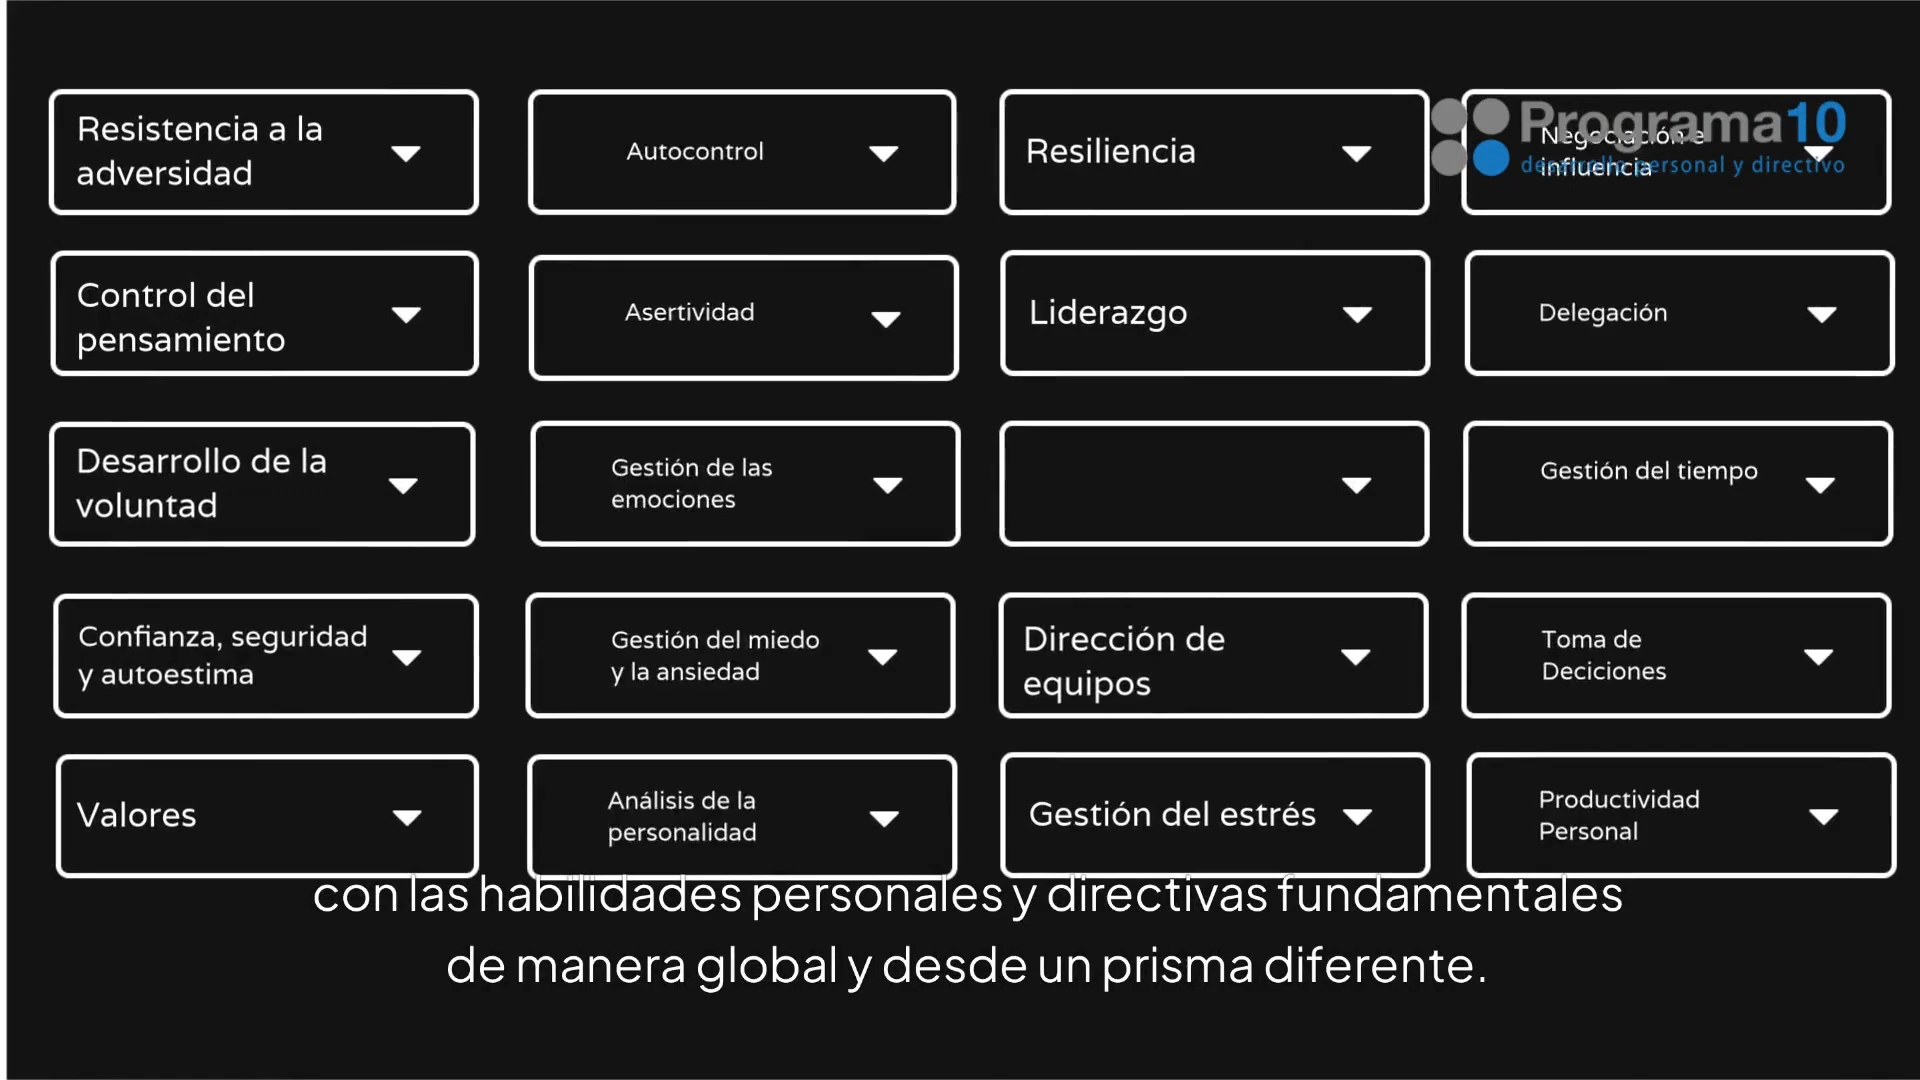 Resistencia a la
adversidad
Autocontrol
Resiliencia
Negociación e
influencia
Programa10
desarrollo personal y directivo
Control del
pensamiento
Asertividad
Liderazgo
Delegación
Desarrollo de la
voluntad
Gestión de las
emociones
Gestión del tiempo
Confianza, seguridad
y autoestima
Gestión del miedo
y la ansiedad
Dirección de
equipos
Toma de
Deciciones
Valores
Análisis de la
personalidad
Gestión del estrés
Productividad
Personal
con las habilidades personales y directivas fundamentales
de manera global y desde un prisma diferente.